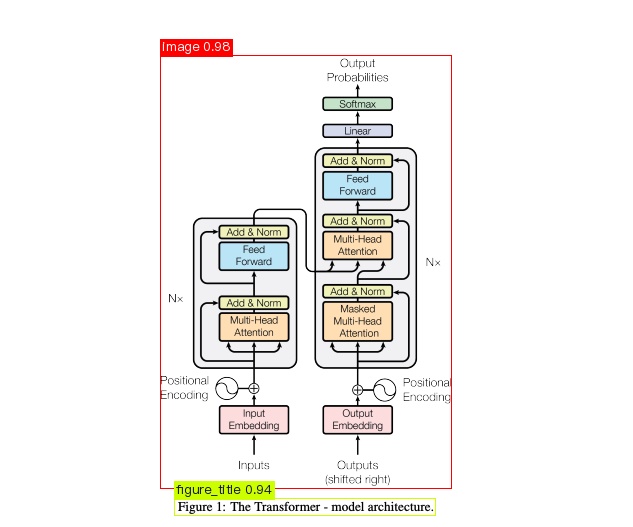 image 0.98
Output
Probabilities
Softmax
Linear
Add & Norm
Feed
Forward
Add & Norm
Multi-Head
Attention
Add & Norm
Masked
Multi-Head
Attention
Nx
Add & Norm
Feed
Forward
Add & Norm
Multi-Head
Attention
N×
Positional
Encoding
Positional
Encoding
Input
Embedding
Output
Embedding
Inputs
Outputs
(shifted right)
figure_title 0.94
Figure 1: The Transformer - model architecture.